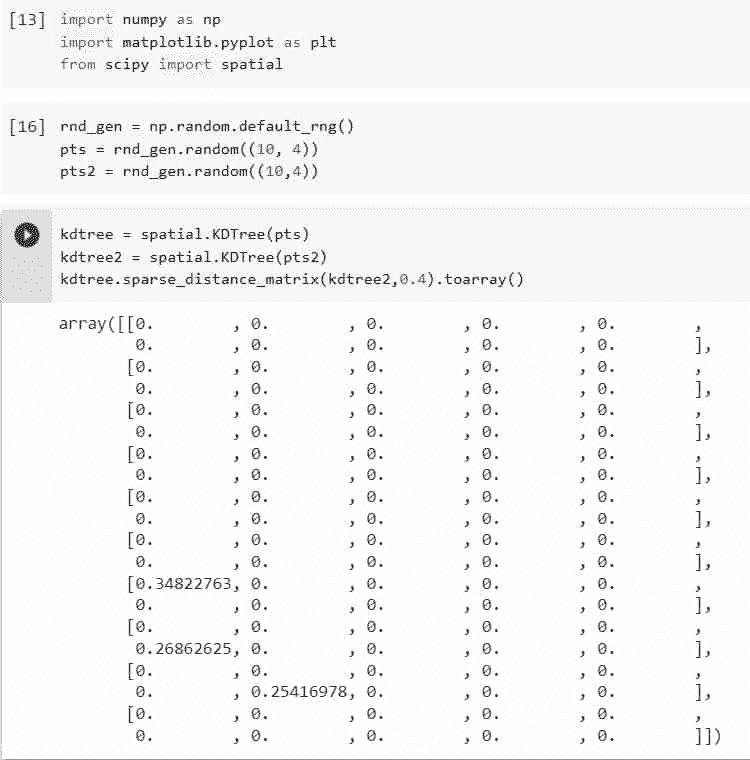 [13] import numpy as np
import matplotlib.pyplot as plt
from scipy import spatial
[16] rnd_gen = np.random.default_rng()
pts = rnd_gen.random((10, 4))
pts2 = rnd_gen.random((10,4))
kdtree = spatial.KDTree(pts)
kdtree2 = spatial.KDTree(pts2)
kdtree.sparse_distance_matrix(kdtree2,0.4).toarray()
array([[0.        , 0.        , 0.        , 0.        , 0.        ,
0.        , 0.        , 0.        , 0.        , 0.        ],
[0.        , 0.        , 0.        , 0.        , 0.        ,
0.        , 0.        , 0.        , 0.        , 0.        ],
[0.        , 0.        , 0.        , 0.        , 0.        ,
0.        , 0.        , 0.        , 0.        , 0.        ],
[0.        , 0.        , 0.        , 0.        , 0.        ,
0.        , 0.        , 0.        , 0.        , 0.        ],
[0.        , 0.        , 0.        , 0.        , 0.        ,
0.        , 0.        , 0.        , 0.        , 0.        ],
[0.        , 0.        , 0.        , 0.        , 0.        ,
0.        , 0.        , 0.        , 0.        , 0.        ],
[0.34822763, 0.        , 0.        , 0.        , 0.        ,
0.        , 0.        , 0.        , 0.        , 0.        ],
[0.        , 0.        , 0.        , 0.        , 0.        ,
0.26862625, 0.        , 0.        , 0.        , 0.        ],
[0.        , 0.        , 0.        , 0.        , 0.        ,
0.        , 0.25416978, 0.        , 0.        , 0.        ],
[0.        , 0.        , 0.        , 0.        , 0.        ,
0.        , 0.        , 0.        , 0.        , 0.        ]])